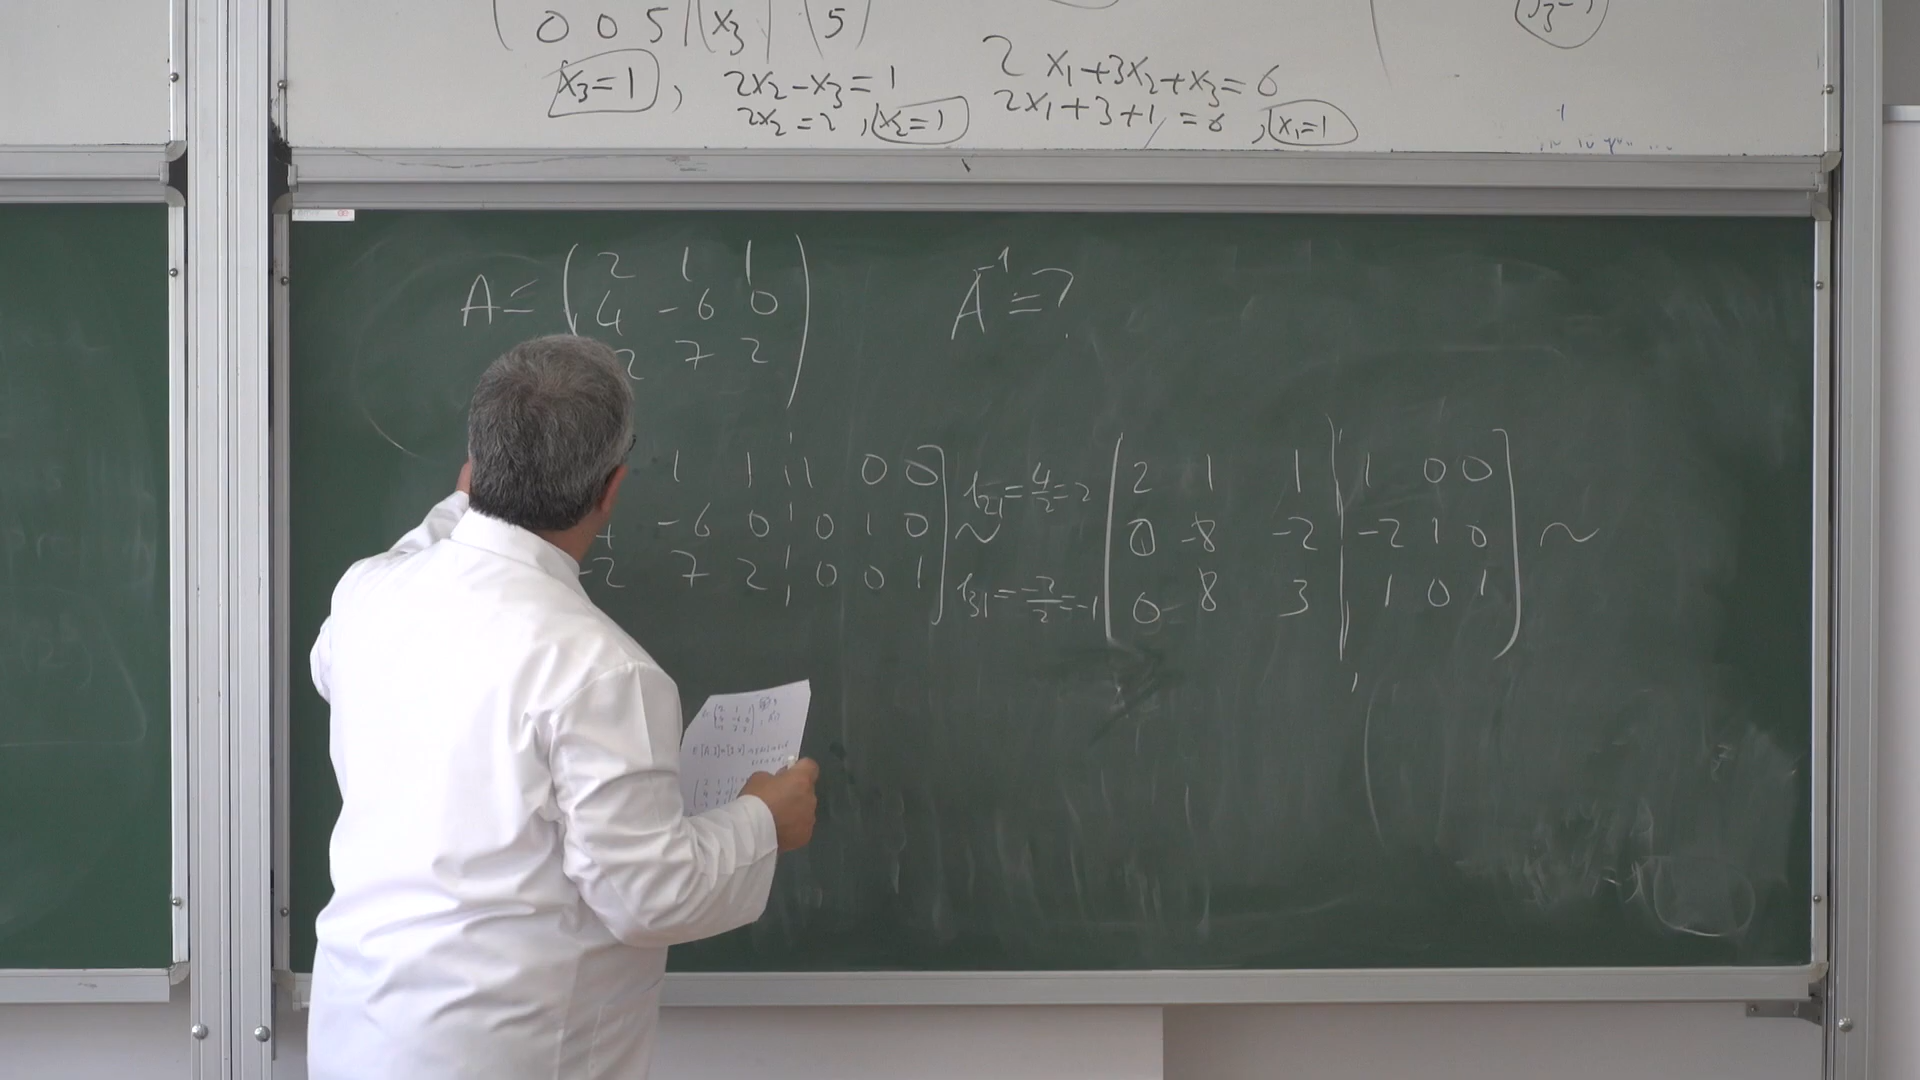 0 0 5 x3 5
x3=1, 2x2-x3=1 2x1+3x2+x3=6
2x2=2, x2=1 2x1+3+1=6, x1=1
A= 2 1 1 A^-1=?
4 -6 0
2 7 2
1 1 1 0 0 l21=4/2=2 2 1 1 1 0 0
-6 0 0 1 0 ~ 0 -8 -2 -2 1 0 ~
-2 7 2 0 0 1 l31=-2/2=-1 0 8 3 1 0 1